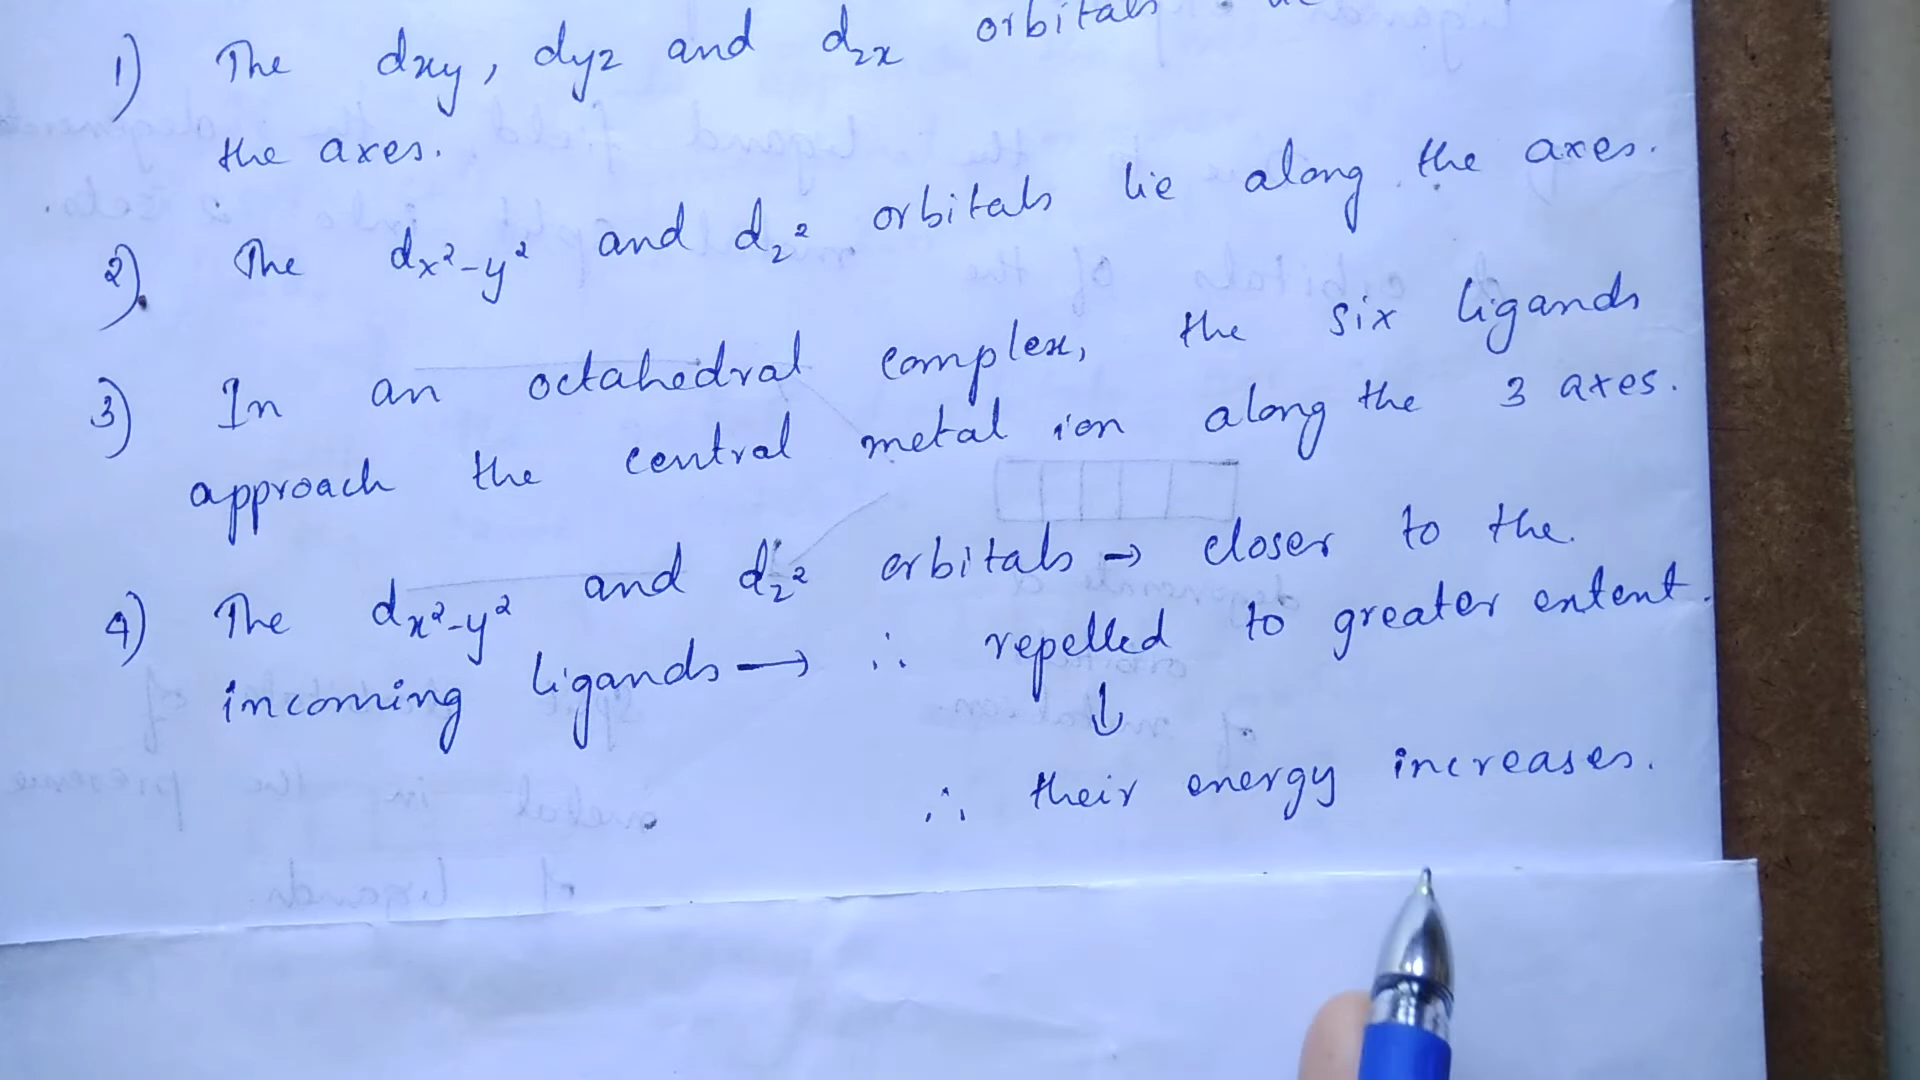 1) The dxy, dyz and dzx orbitals
the axes.
2) The dx²-y² and dz² orbitals lie along the axes.
3) In an octahedral complex, the six ligands
approach the central metal ion along the 3 axes.
4) The dx²-y² and dz² orbitals → closer to the
incoming ligands → ∴ repelled to greater extent.
↓
∴ their energy increases.